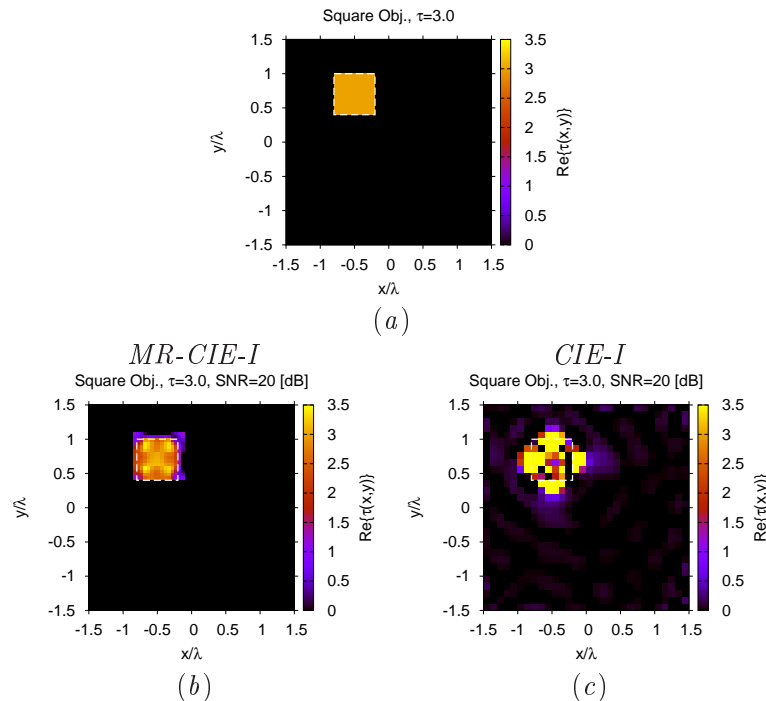 Square Obj., τ=3.0
1.5
1
0.5
0
-0.5
-1
-1.5
y/λ
-1.5 -1 -0.5 0 0.5 1 1.5
x/λ
3.5
3
2.5
2
1.5
1
0.5
0
Re{τ(x,y)}
(a)
MR-CIE-I
Square Obj., τ=3.0, SNR=20 [dB]
1.5
1
0.5
0
-0.5
-1
-1.5
y/λ
-1.5 -1 -0.5 0 0.5 1 1.5
x/λ
3.5
3
2.5
2
1.5
1
0.5
0
Re{τ(x,y)}
(b)
CIE-I
Square Obj., τ=3.0, SNR=20 [dB]
1.5
1
0.5
0
-0.5
-1
-1.5
y/λ
-1.5 -1 -0.5 0 0.5 1 1.5
x/λ
3.5
3
2.5
2
1.5
1
0.5
0
Re{τ(x,y)}
(c)